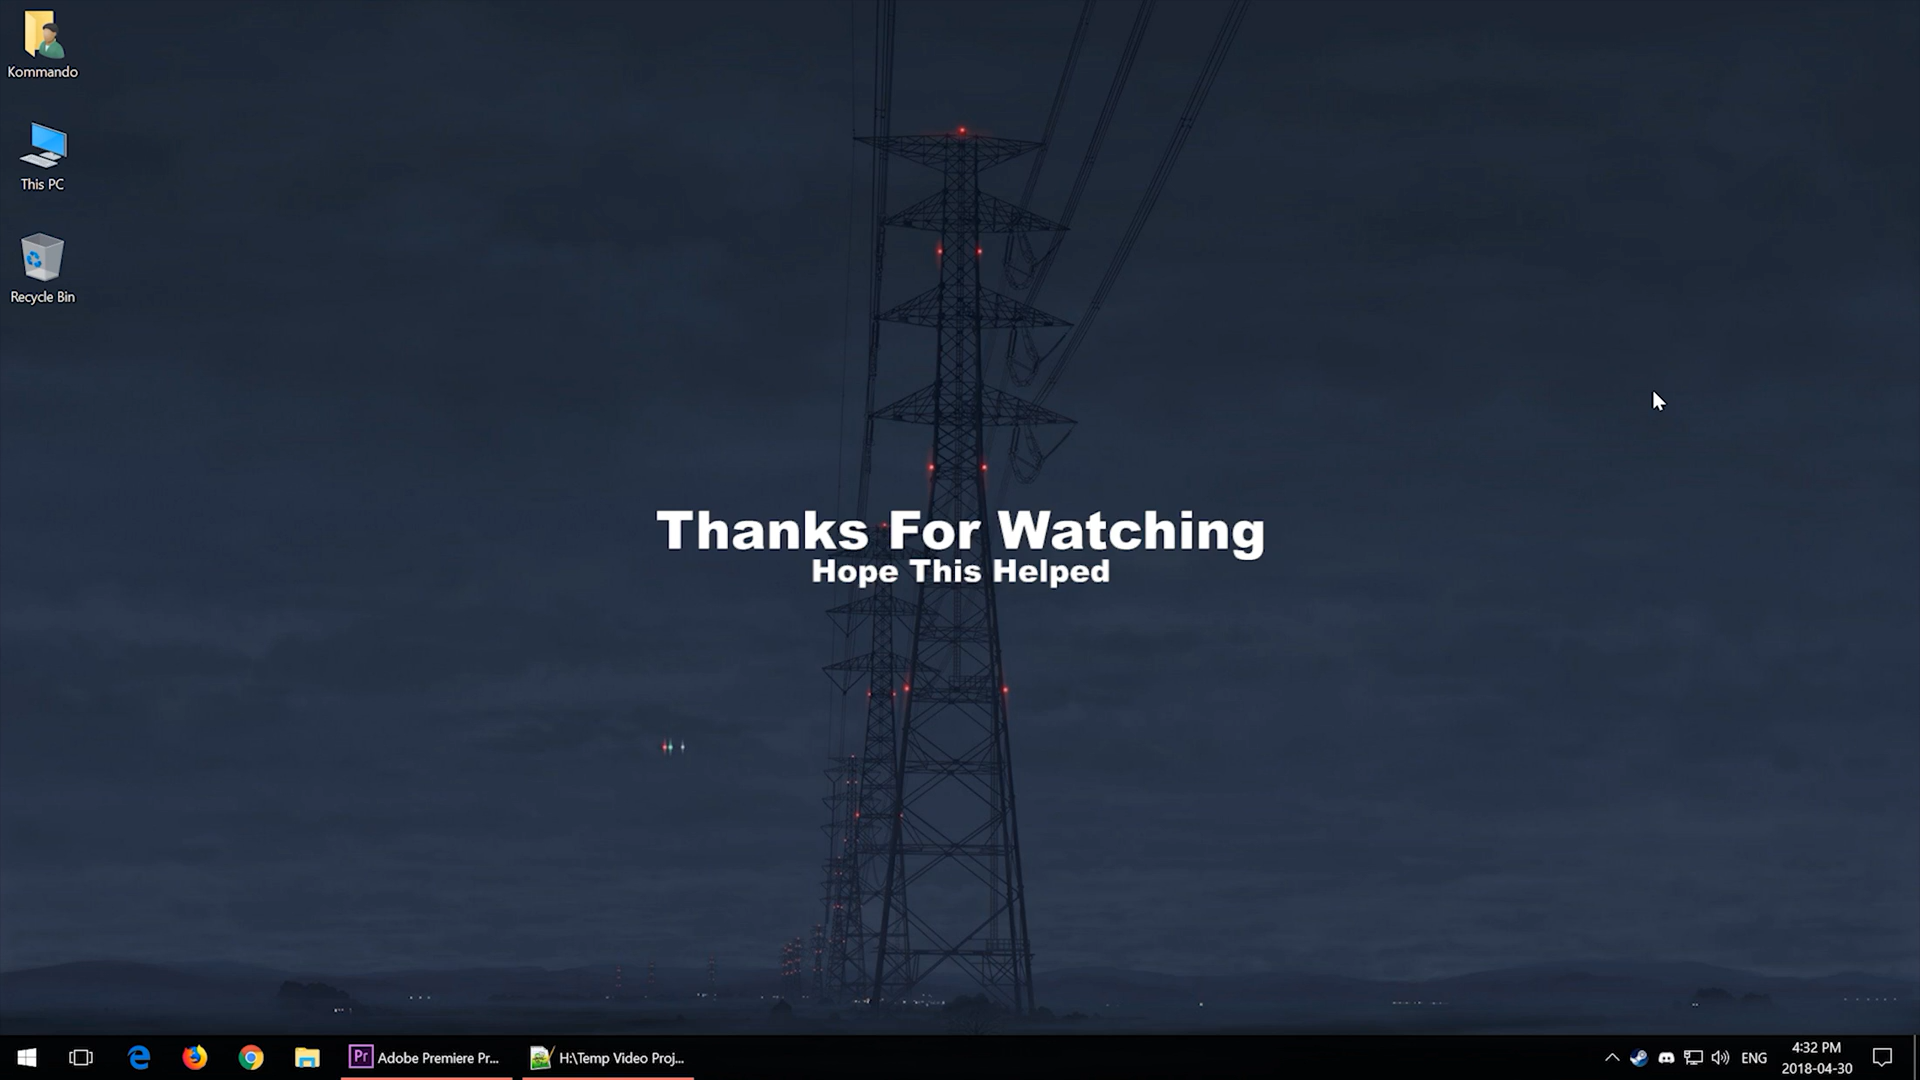 Kommando
This PC
Recycle Bin
Thanks For Watching
Hope This Helped
Pr Adobe Premiere Pr...
H:\Temp Video Proj...
ENG
4:32 PM
2018-04-30